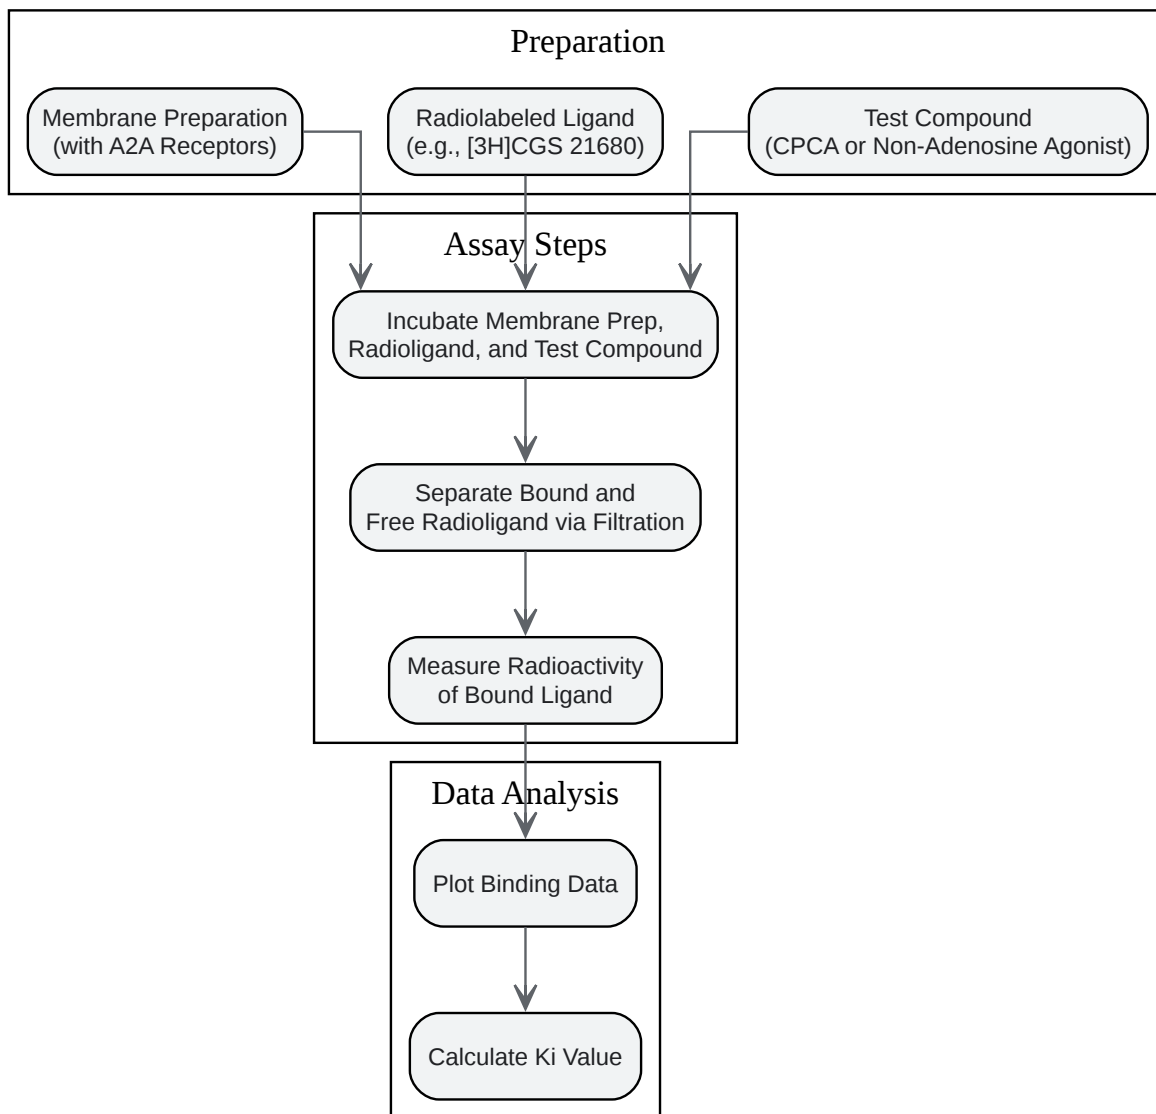 Preparation
Membrane Preparation
(with A2A Receptors)
Radiolabeled Ligand
(e.g., [3H]CGS 21680)
Test Compound
(CPCA or Non-Adenosine Agonist)
Assay Steps
Incubate Membrane Prep,
Radioligand, and Test Compound
Separate Bound and
Free Radioligand via Filtration
Measure Radioactivity
of Bound Ligand
Data Analysis
Plot Binding Data
Calculate Ki Value